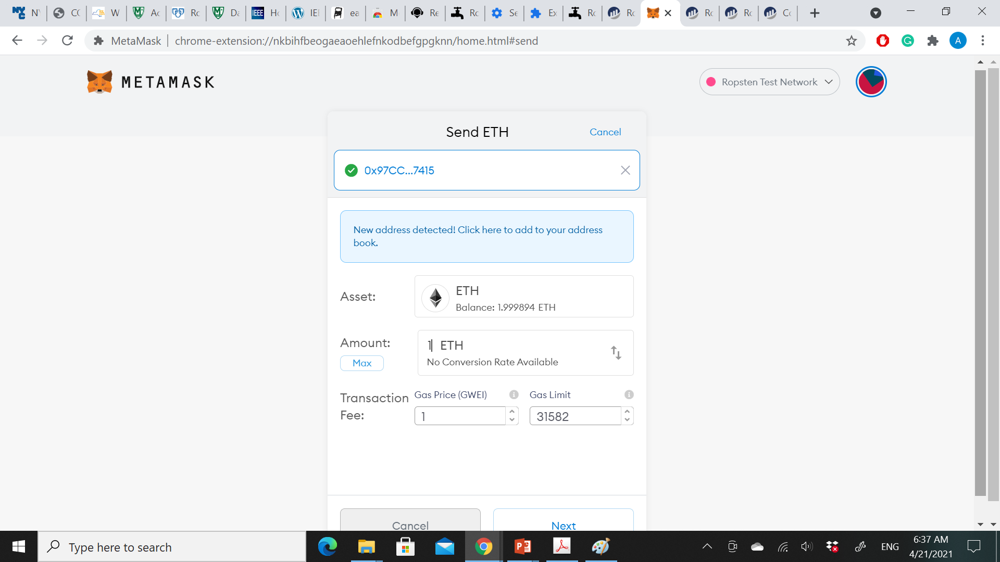 NY
CC
W
Ac
Rc
Da
IEEE
Ho
IEI
ea
M
Re
Rc
Se
Ex
Rc
Rc
Rc
Rc
Cc
MetaMask
chrome-extension://nkbihfbeogaeaoehlefnkodbefgpgknn/home.html#send
A
METAMASK
Ropsten Test Network
Send ETH
Cancel
0x97CC...7415
New address detected! Click here to add to your address
book.
Asset:
ETH
Balance: 1.999894 ETH
Amount:
Max
1 ETH
No Conversion Rate Available
Transaction
Fee:
Gas Price (GWEI)
Gas Limit
1
31582
Cancel
Next
Type here to search
ENG
6:37 AM
4/21/2021